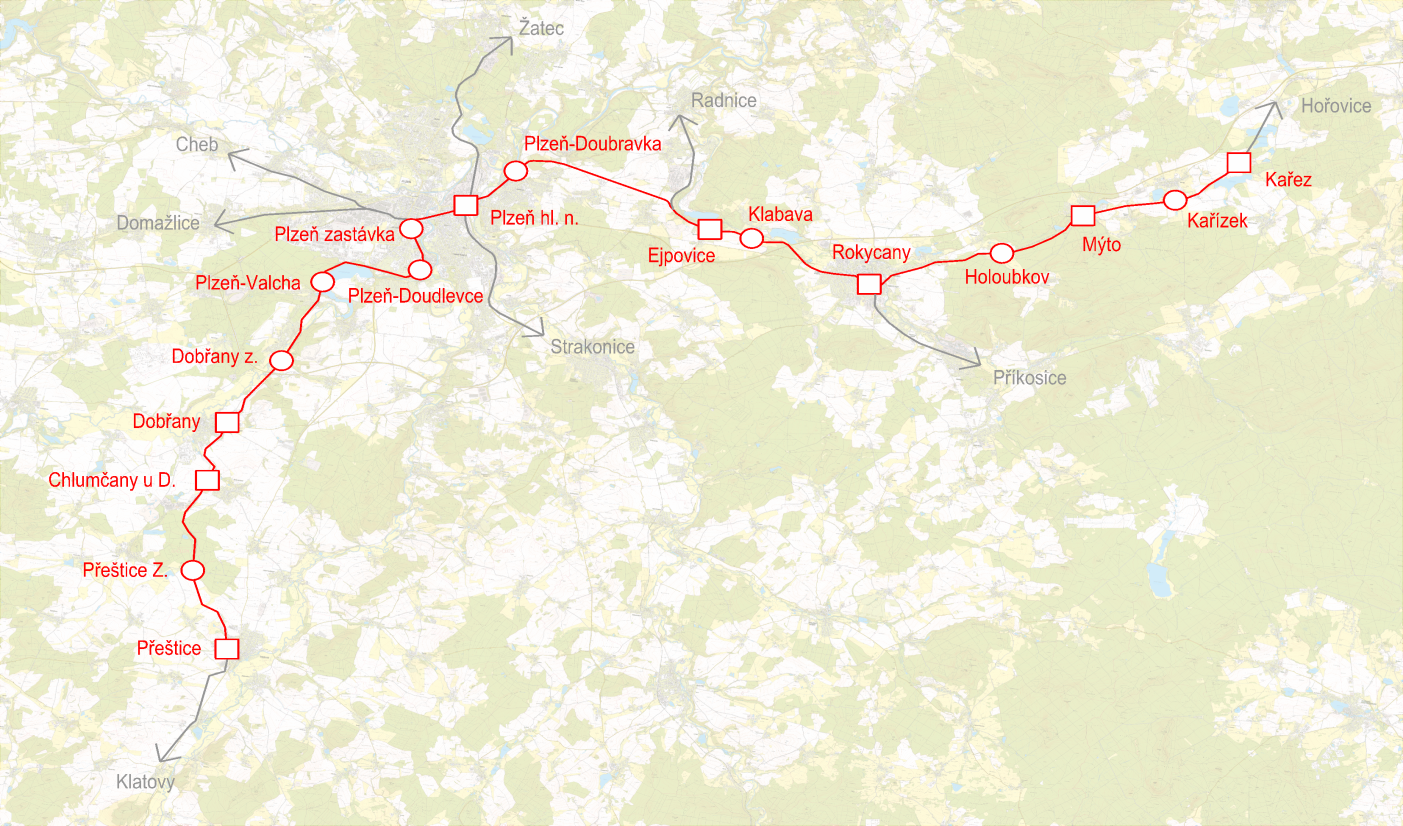 Žatec
Radnice
Hořovice
Cheb
Plzeň-Doubravka
Kařez
Domažlice
Plzeň hl. n.
Klabava
Kařízek
Plzeň zastávka
Ejpovice
Rokycany
Mýto
Plzeň-Valcha
Plzeň-Doudlevce
Holoubkov
Strakonice
Dobřany z.
Příkosice
Dobřany
Chlumčany u D.
Přeštice Z.
Přeštice
Klatovy